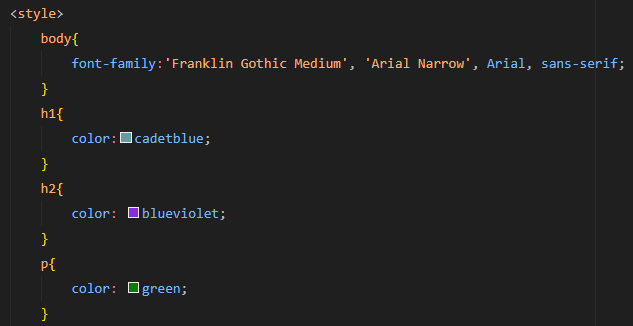 <style>
body{
font-family:'Franklin Gothic Medium', 'Arial Narrow', Arial, sans-serif;
}
h1{
color:cadetblue;
}
h2{
color: blueviolet;
}
p{
color: green;
}